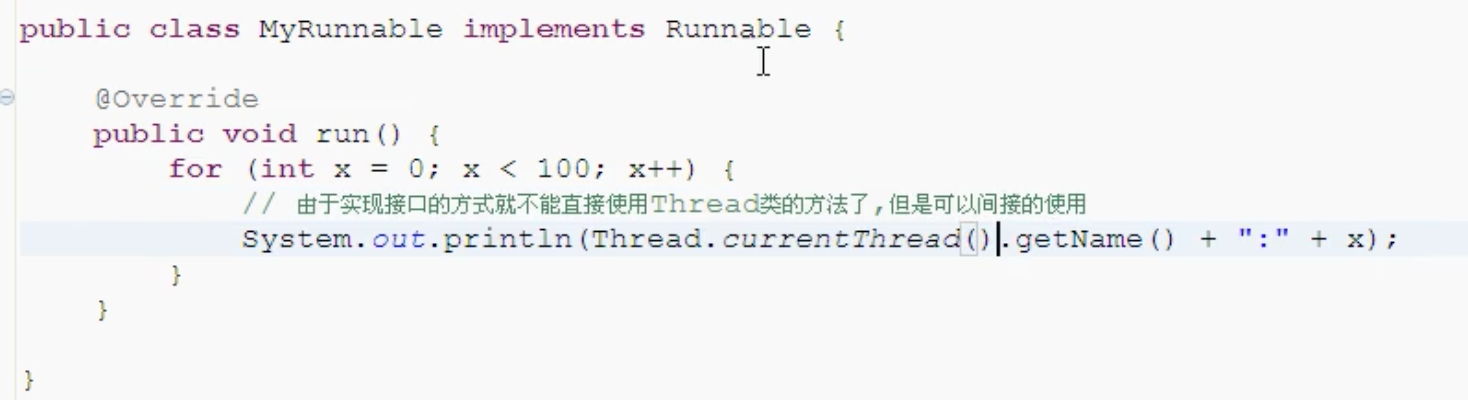 public class MyRunnable implements Runnable {
@Override
public void run() {
for (int x = 0; x < 100; x++) {
// 由于实现接口的方式就不能直接使用Thread类的方法了,但是可以间接的使用
System.out.println(Thread.currentThread().getName() + ":" + x);
}
}
}